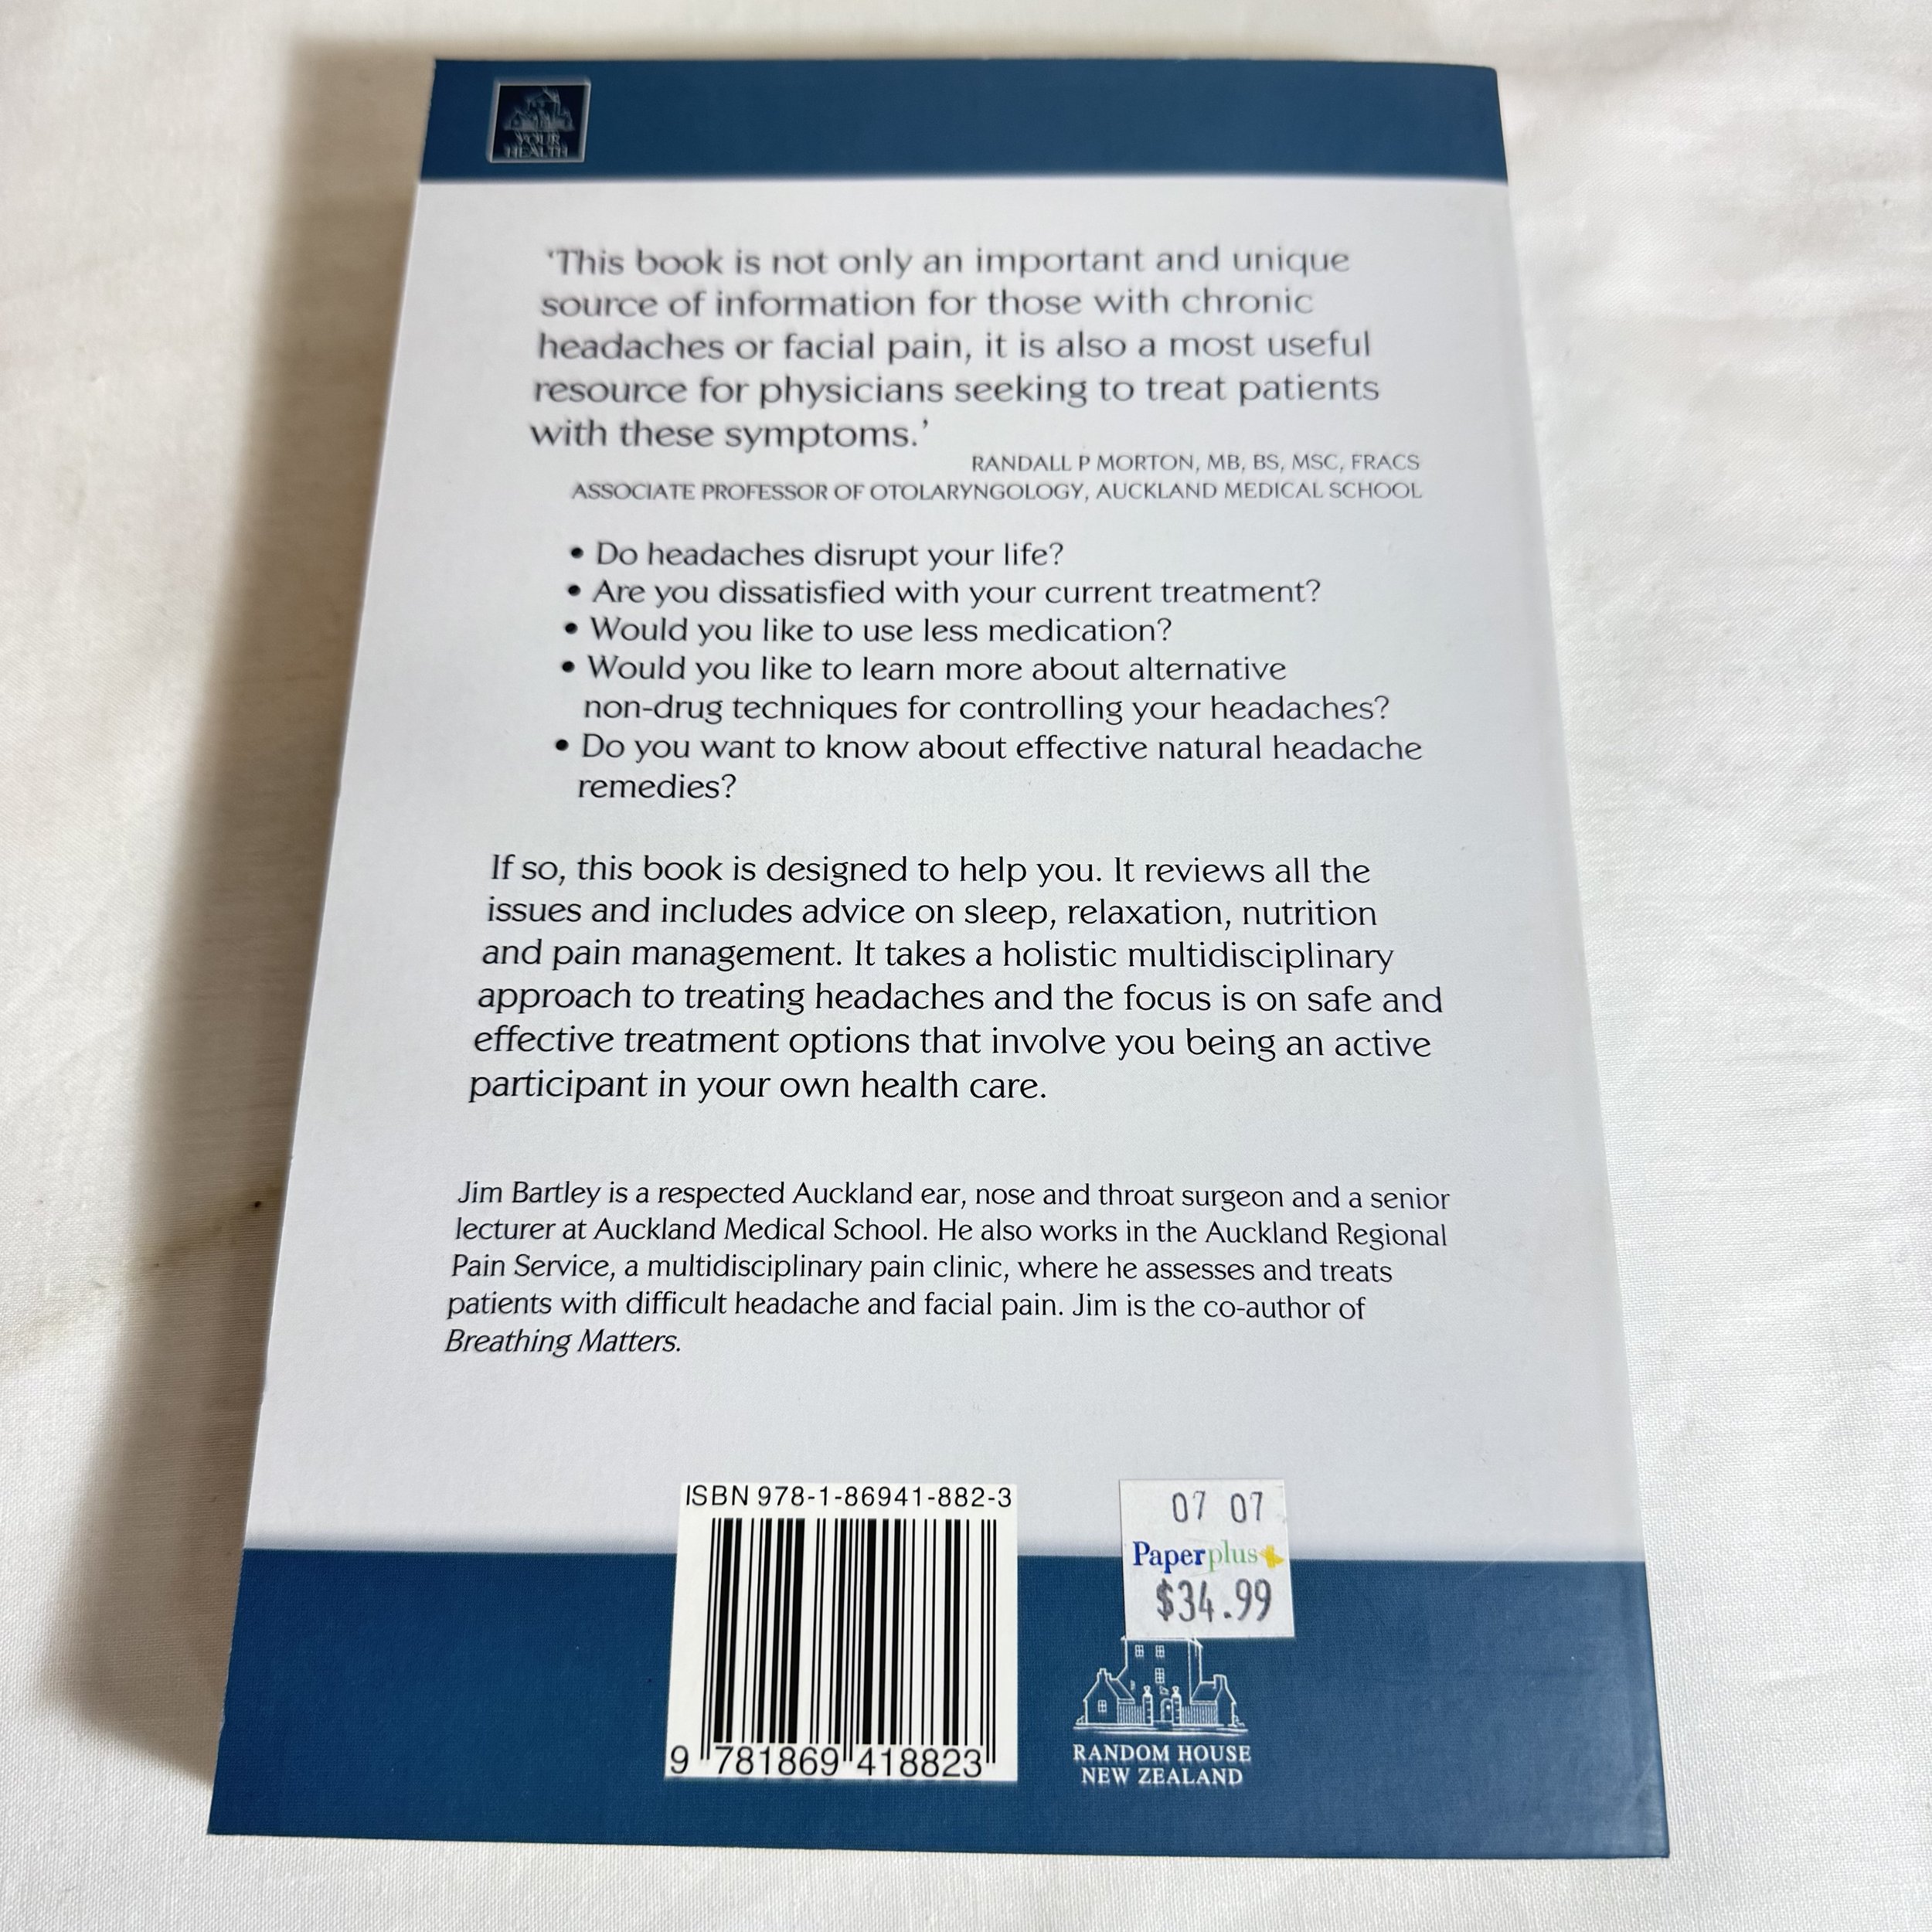 YOUR
HEALTH
'This book is not only an important and unique
source of information for those with chronic
headaches or facial pain, it is also a most useful
resource for physicians seeking to treat patients
with these symptoms.'
RANDALL P MORTON, MB, BS, MSC, FRACS
ASSOCIATE PROFESSOR OF OTOLARYNGOLOGY, AUCKLAND MEDICAL SCHOOL
• Do headaches disrupt your life?
• Are you dissatisfied with your current treatment?
• Would you like to use less medication?
• Would you like to learn more about alternative
non-drug techniques for controlling your headaches?
• Do you want to know about effective natural headache
remedies?
If so, this book is designed to help you. It reviews all the
issues and includes advice on sleep, relaxation, nutrition
and pain management. It takes a holistic multidisciplinary
approach to treating headaches and the focus is on safe and
effective treatment options that involve you being an active
participant in your own health care.
Jim Bartley is a respected Auckland ear, nose and throat surgeon and a senior
lecturer at Auckland Medical School. He also works in the Auckland Regional
Pain Service, a multidisciplinary pain clinic, where he assesses and treats
patients with difficult headache and facial pain. Jim is the co-author of
Breathing Matters.
ISBN 978-1-86941-882-3
9 781869 418823
07 07
Paperplus
$34.99
RANDOM HOUSE
NEW ZEALAND